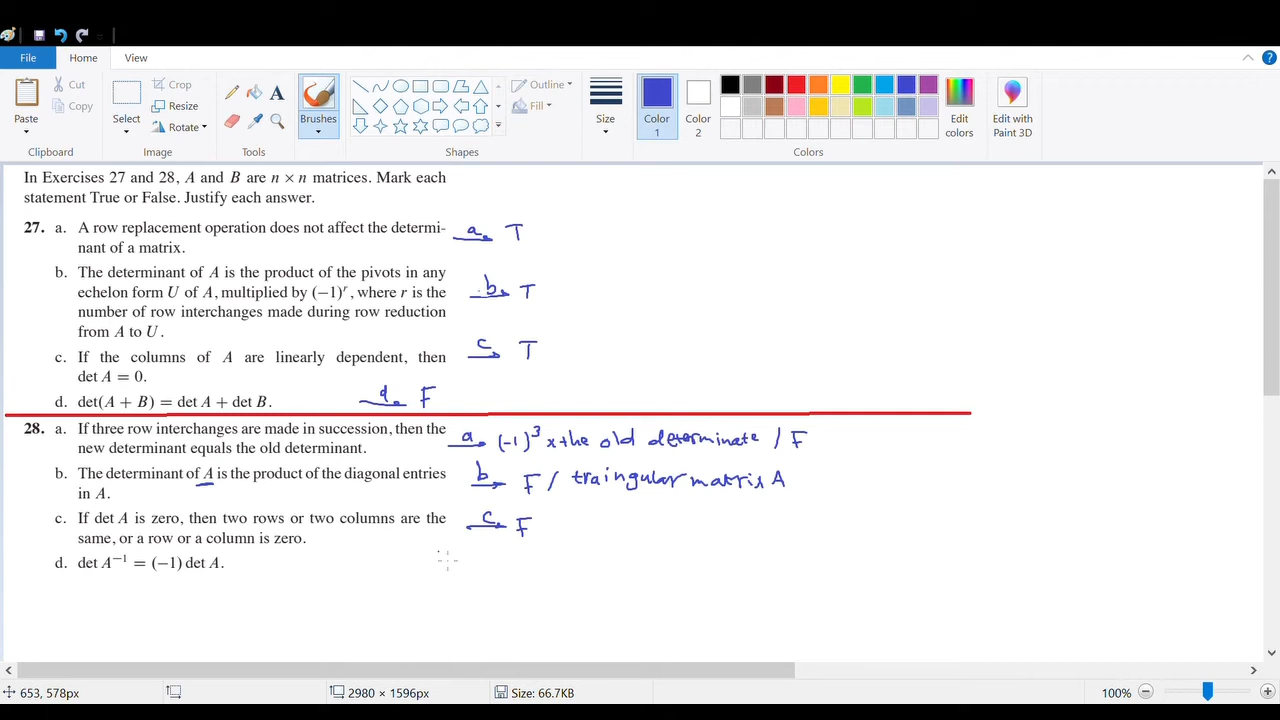 File Home View
Cut
Copy
Paste
Clipboard
Select
Crop
Resize
Rotate
Image
A
Tools
Brushes
Outline
Fill
Shapes
Size
Color 1
Color 2
Edit colors
Colors
Edit with Paint 3D
In Exercises 27 and 28, A and B are n × n matrices. Mark each
statement True or False. Justify each answer.
27. a. A row replacement operation does not affect the determi-
nant of a matrix.
a. T
b. The determinant of A is the product of the pivots in any
echelon form U of A, multiplied by (−1)^r, where r is the
number of row interchanges made during row reduction
from A to U.
b. T
c. If the columns of A are linearly dependent, then
det A = 0.
c T
d. det(A + B) = det A + det B.
d. F
28. a. If three row interchanges are made in succession, then the
new determinant equals the old determinant.
a. (-1)^3 x the old determinate / F
b. The determinant of A is the product of the diagonal entries
in A.
b F / traingular matris A
c. If det A is zero, then two rows or two columns are the
same, or a row or a column is zero.
c. F
d. det A^−1 = (−1) det A.
653, 578px
2980 × 1596px
Size: 66.7KB
100%